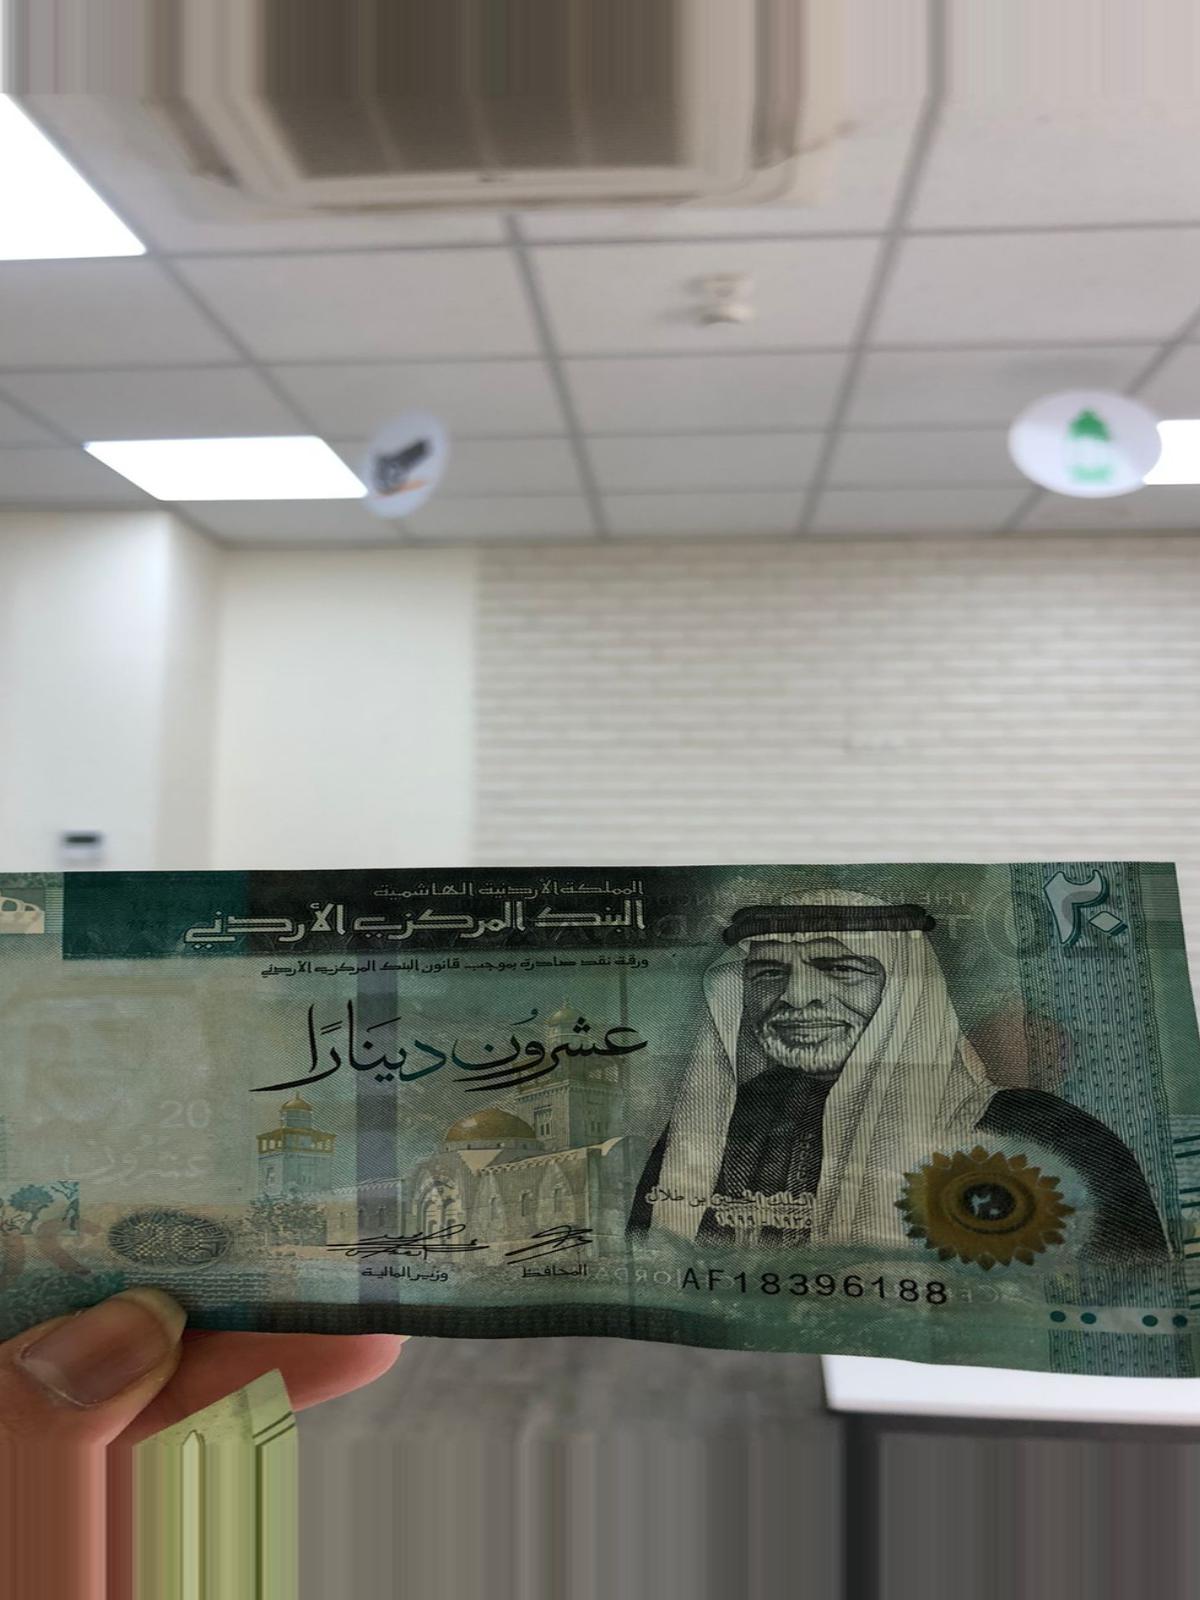 المملكة الأردنية الهاشمية
البنك المركزي الأردني
٢٠
ورقة نقد صادرة بموجب قانون البنك المركزي الأردني
عشرون دينارًا
20
عشرون
الملك الحسين بن طلال
١٩٣٥-١٩٩٩
٢٠
المحافظ
وزير المالية
AF18396188